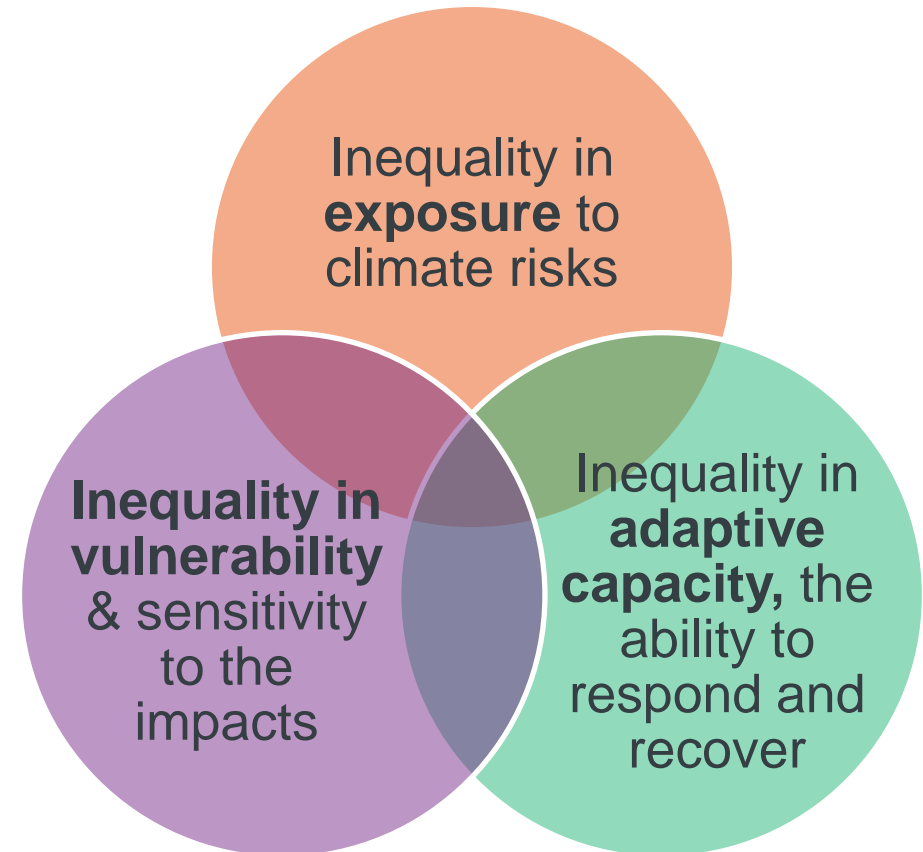 Inequality in
exposure to
climate risks
Inequality in
vulnerability
& sensitivity
to the
impacts
Inequality in
adaptive
capacity, the
ability to
respond and
recover